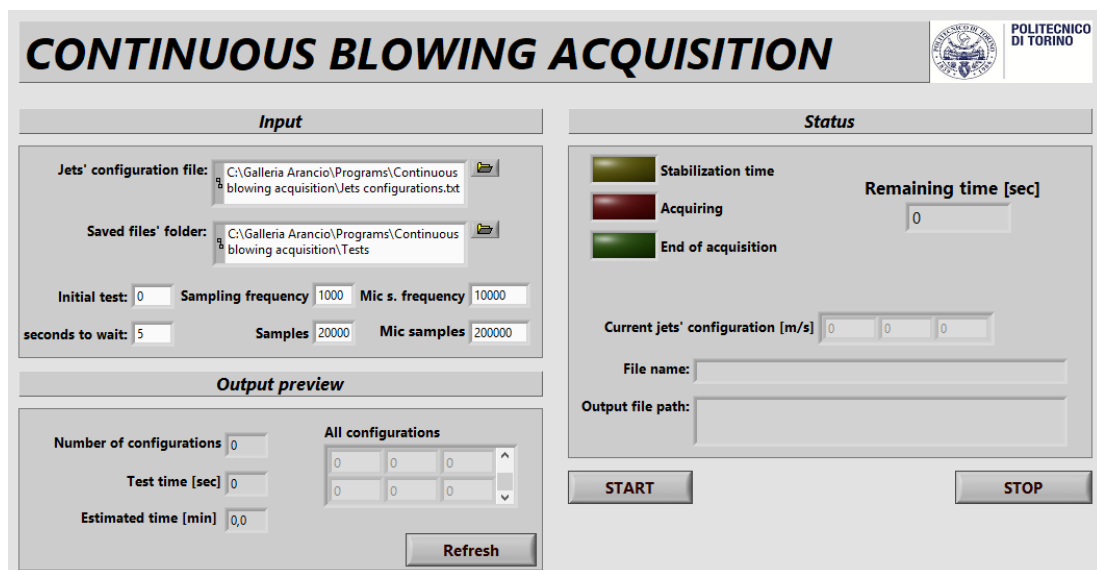 CONTINUOUS BLOWING ACQUISITION
POLITECNICO
DI TORINO
Input
Jets' configuration file:
C:\Galleria Arancio\Programs\Continuous
blowing acquisition\Jets configurations.txt
Saved files' folder:
C:\Galleria Arancio\Programs\Continuous
blowing acquisition\Tests
Initial test: 0 Sampling frequency 1000 Mic s. frequency 10000
seconds to wait: 5 Samples 20000 Mic samples 200000
Output preview
Number of configurations 0
Test time [sec] 0
Estimated time [min] 0,0
All configurations
0 0 0
0 0 0
Refresh
Status
Stabilization time
Acquiring
End of acquisition
Remaining time [sec]
0
Current jets' configuration [m/s] 0 0 0
File name:
Output file path:
START
STOP